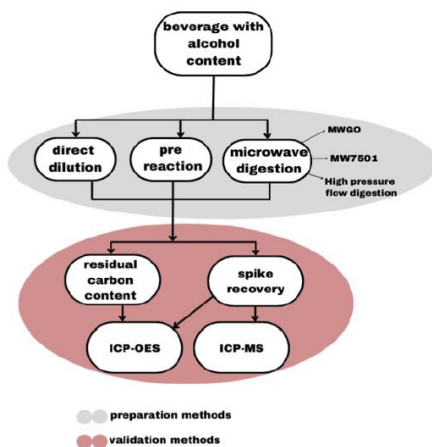 beverage with
alcohol
content
direct
dilution
pre
reaction
microwave
digestion
MWGO
MW7501
High pressure
flow digestion
residual
carbon
content
spike
recovery
ICP-OES
ICP-MS
preparation methods
validation methods